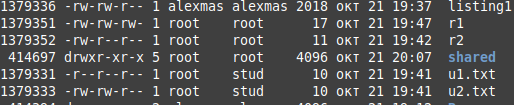 1379336 -rw-rw-r-- 1 alexmas alexmas 2018 окт 21 19:37 listing1
1379351 -rw-rw-rw- 1 root root 17 окт 21 19:47 r1
1379352 -rw-rw-r-- 1 root root 11 окт 21 19:42 r2
414697 drwxr-xr-x 5 root root 4096 окт 21 20:07 shared
1379331 -r--r--r-- 1 root stud 10 окт 21 19:41 u1.txt
1379333 -rw-rw-r-- 1 root stud 10 окт 21 19:41 u2.txt